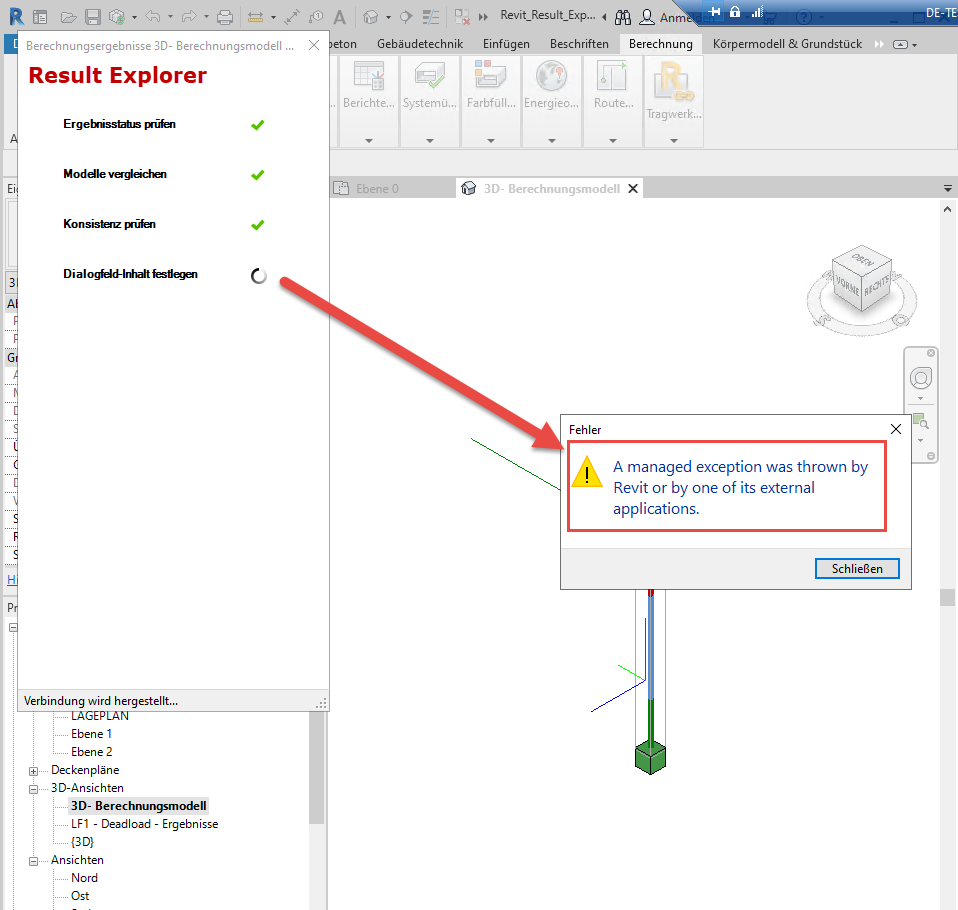 Revit_Result_Exp...
Anmeld
DE-TE
Berechnungsergebnisse 3D- Berechnungsmodell ...
beton
Gebäudetechnik
Einfügen
Beschriften
Berechnung
Körpermodell & Grundstück
Result Explorer
Ergebnisstatus prüfen
Modelle vergleichen
Konsistenz prüfen
Dialogfeld-Inhalt festlegen
Verbindung wird hergestellt...
Berichte...
Systemü...
Farbfüll...
Energieo...
Route...
Tragwerk...
Ebene 0
3D- Berechnungsmodell
OBEN
VORNE
RECHTS
Fehler
A managed exception was thrown by
Revit or by one of its external
applications.
Schließen
LAGEPLAN
Ebene 1
Ebene 2
Deckenpläne
3D-Ansichten
3D- Berechnungsmodell
LF1 - Deadload - Ergebnisse
{3D}
Ansichten
Nord
Ost